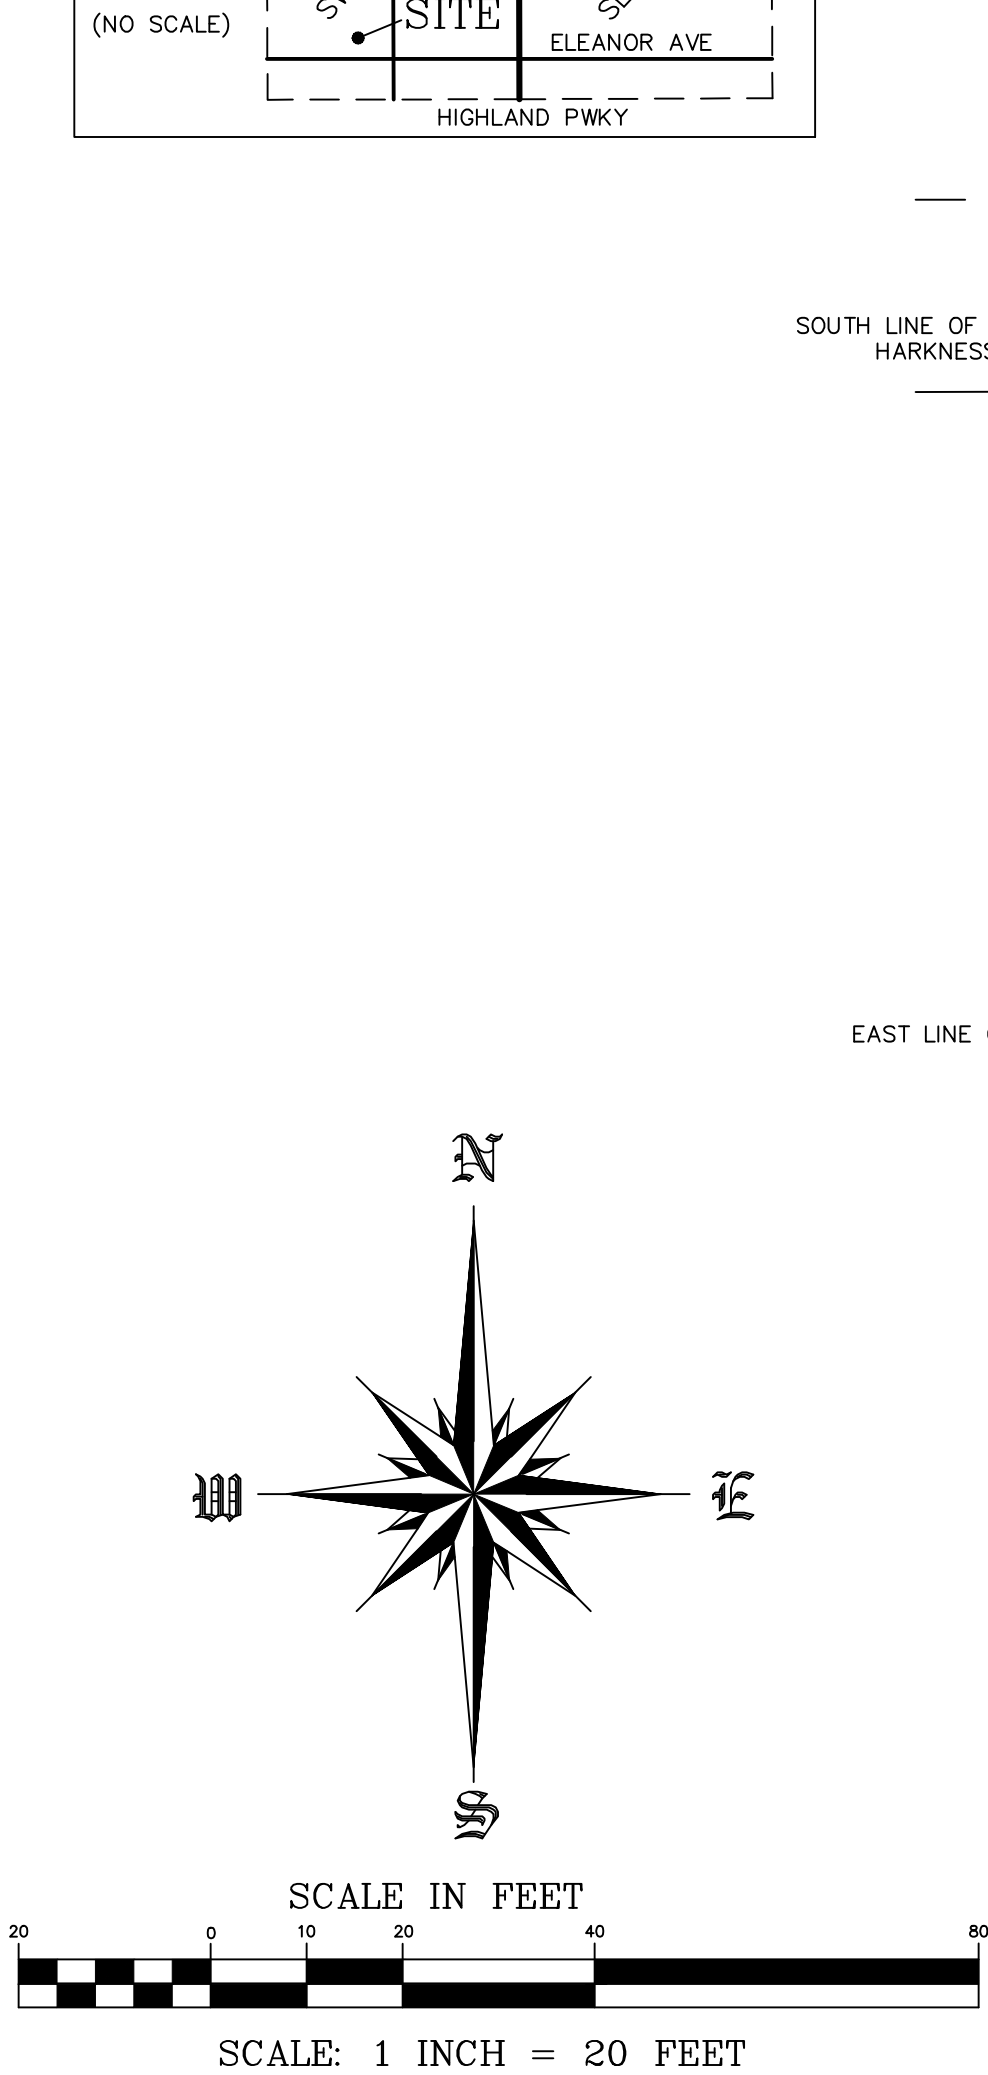 (NO SCALE)
SITE
ELEANOR AVE
HIGHLAND PWKY
SOUTH LINE OF
HARKNESS
EAST LINE
N
W
E
S
SCALE IN FEET
20 0 10 20 40 80
SCALE: 1 INCH = 20 FEET